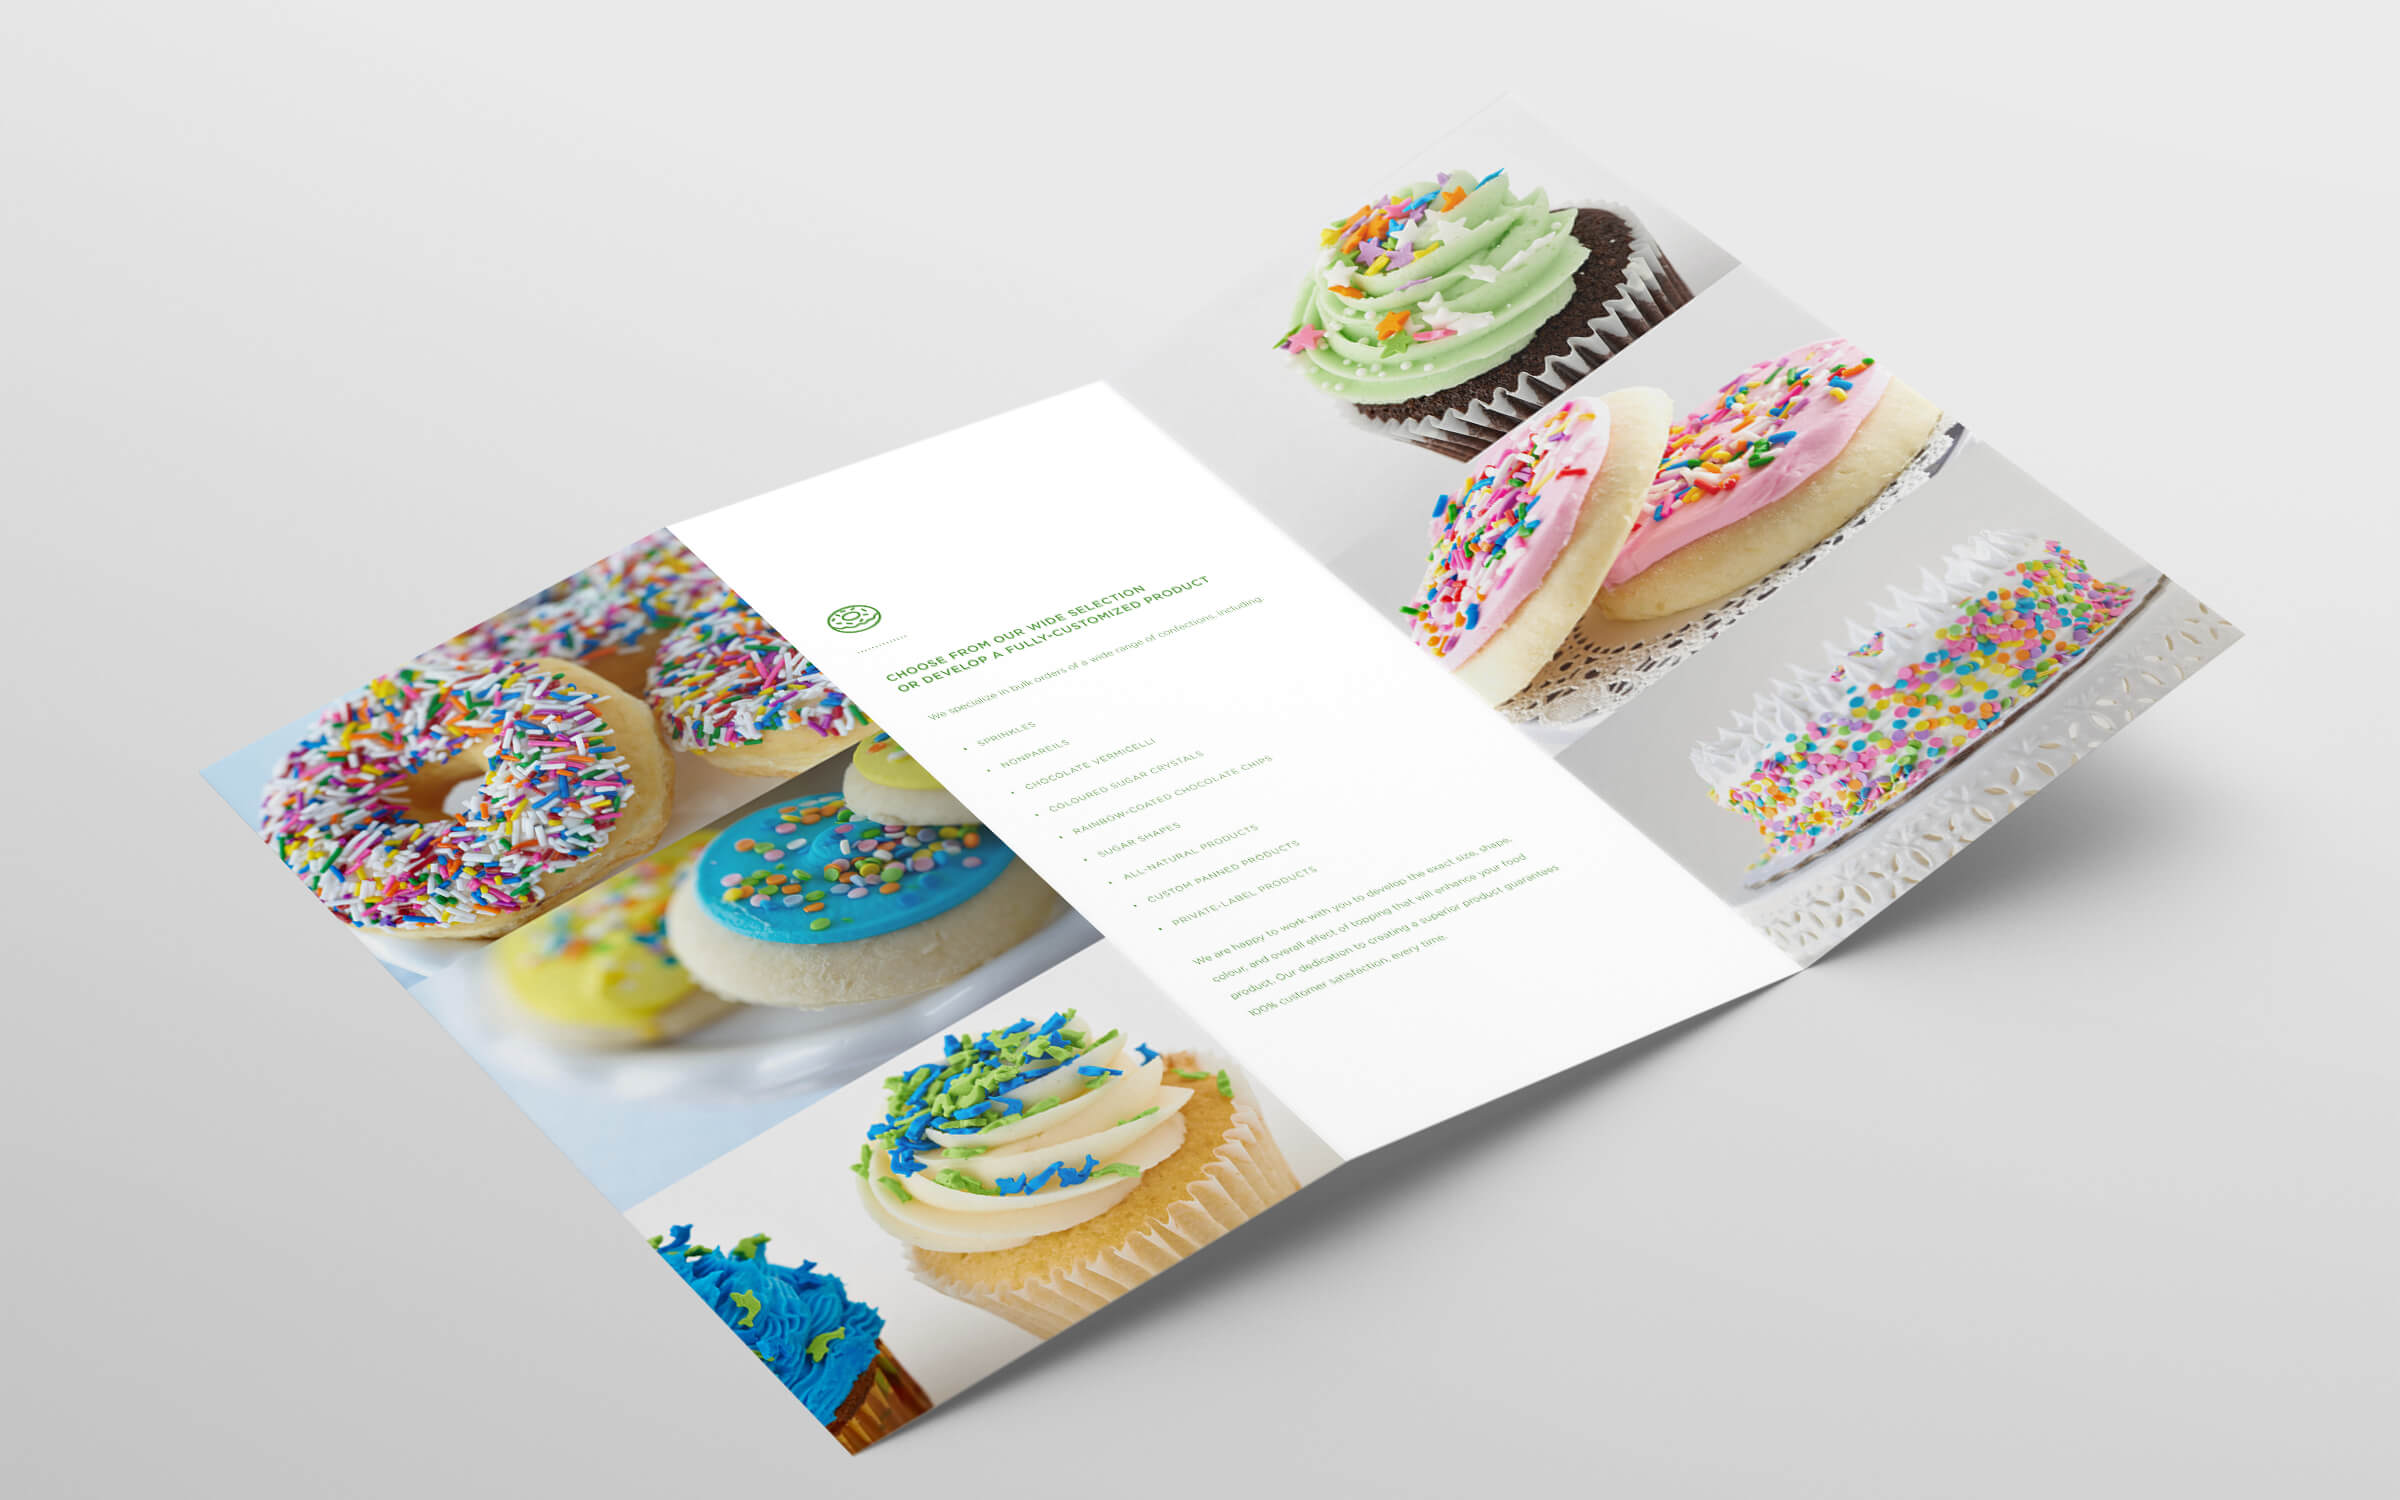 CHOOSE FROM OUR WIDE SELECTION
OR DEVELOP A FULLY-CUSTOMIZED PRODUCT
We specialize in bulk orders of a wide range of confections, including:
• SPRINKLES
• NONPAREILS
• CHOCOLATE VERMICELLI
• COLOURED SUGAR CRYSTALS
• RAINBOW-COATED CHOCOLATE CHIPS
• SUGAR SHAPES
• ALL-NATURAL PRODUCTS
• CUSTOM PANNED PRODUCTS
• PRIVATE-LABEL PRODUCTS
We are happy to work with you to develop the exact size, shape,
colour, and overall effect of topping that will enhance your food
product. Our dedication to creating a superior product guarantees
100% customer satisfaction, every time.